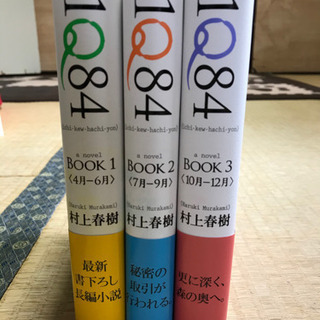 1Q84
(ichi-kew-hachi-yon)
a novel
BOOK 1
〈4月-6月〉
村上春樹
(Haruki Murakami)
最新
書下ろし
長編小説
1Q84
(ichi-kew-hachi-yon)
a novel
BOOK 2
〈7月-9月〉
村上春樹
(Haruki Murakami)
秘密の
取引が
行われる。
1Q84
(ichi-kew-hachi-yon)
a novel
BOOK 3
〈10月-12月〉
村上春樹
(Haruki Murakami)
更に深く、
森の奥へ。